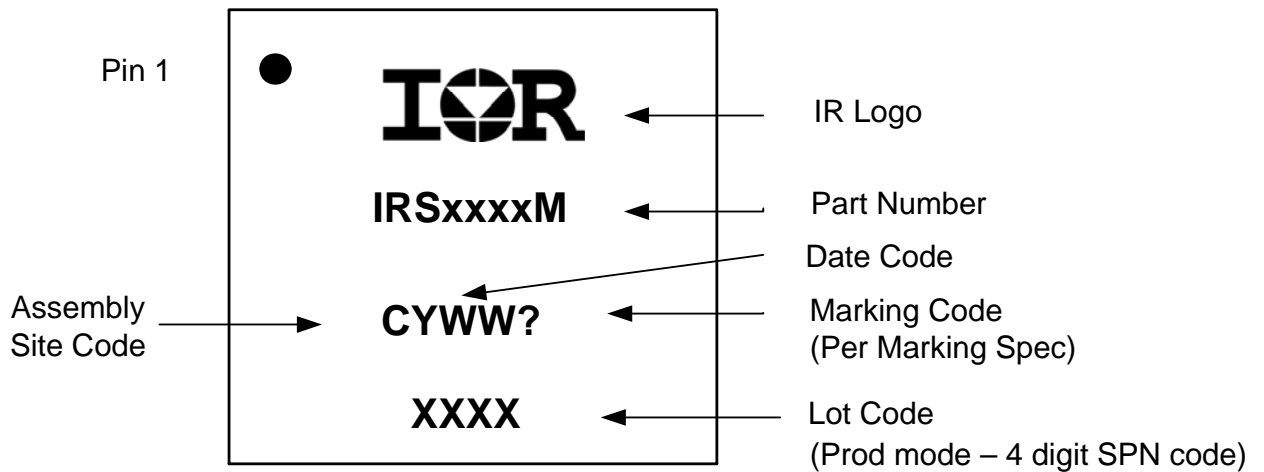 Pin 1
IOR
IR Logo
IRSxxxxM
Part Number
Date Code
Assembly
Site Code
CYWW?
Marking Code
(Per Marking Spec)
XXXX
Lot Code
(Prod mode – 4 digit SPN code)